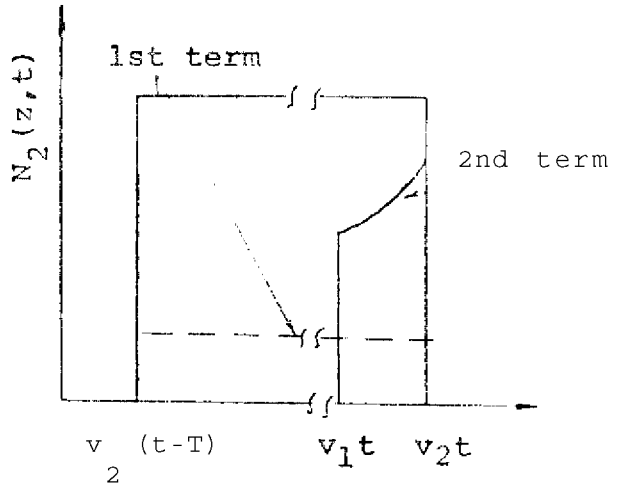 N2(z,t)
1st term
2nd term
v2 (t-T)
v1t
v2t